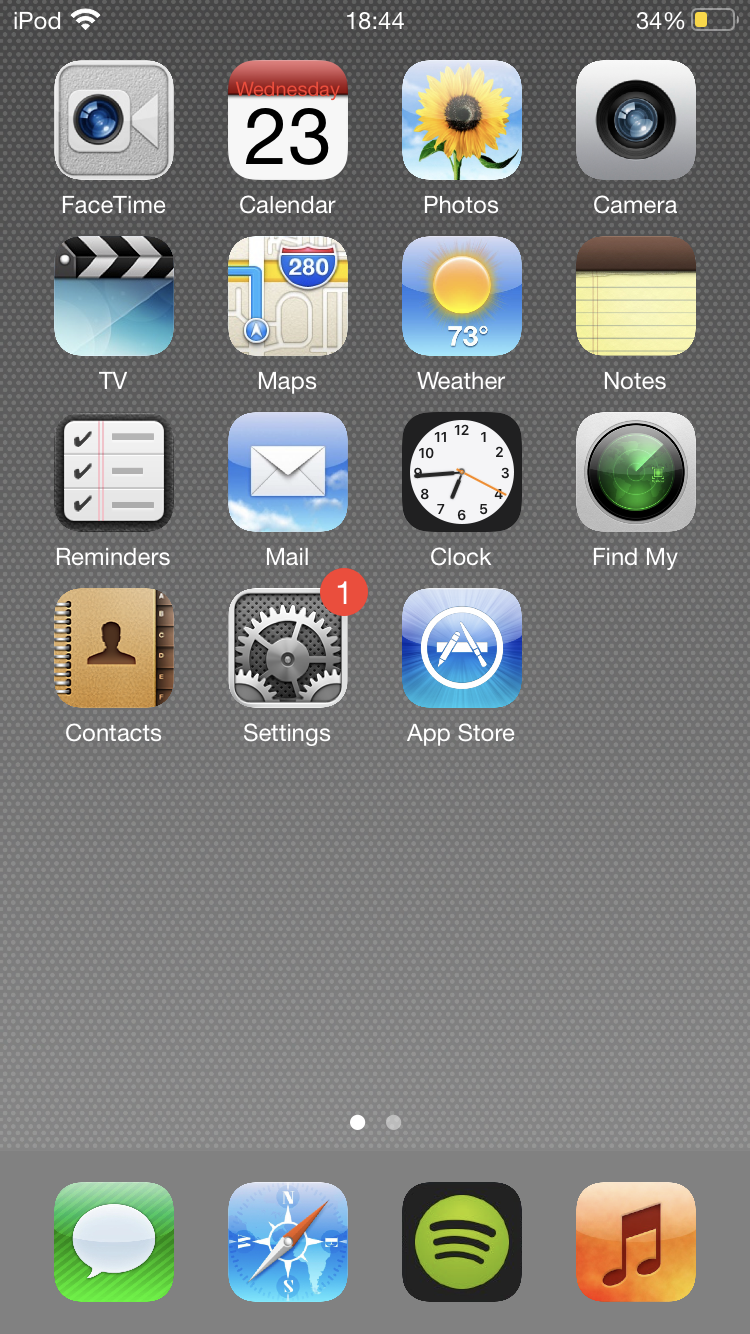 iPod 18:44 34%
Wednesday
23
FaceTime Calendar Photos Camera
280
73°
TV Maps Weather Notes
12
11 1
10 2
9 3
8 4
7 5
6
Reminders Mail Clock Find My
1
A
B
C
D
E
F
Contacts Settings App Store
N
S